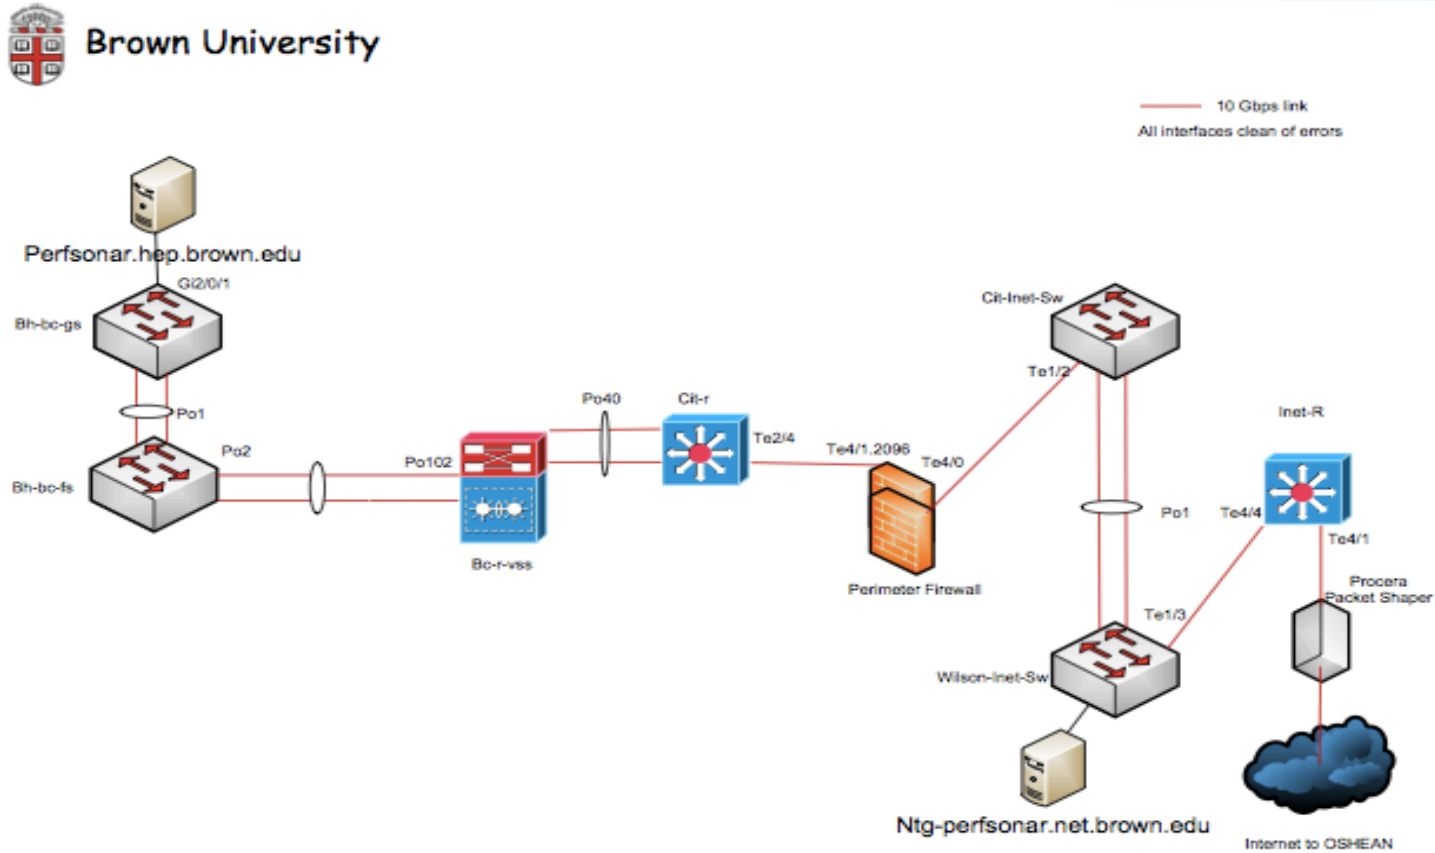 Brown University
10 Gbps link
All interfaces clean of errors
Perfsonar.hep.brown.edu
Gi2/0/1
Bh-bc-gs
Po1
Po2
Bh-bc-fs
Po102
Bc-r-vss
Po40
Cit-r
Te2/4
Te4/1.2096
Te4/0
Perimeter Firewall
Cit-Inet-Sw
Te1/2
Po1
Te1/3
Wilson-Inet-Sw
Ntg-perfsonar.net.brown.edu
Inet-R
Te4/4
Te4/1
Procera
Packet Shaper
Internet to OSHEAN